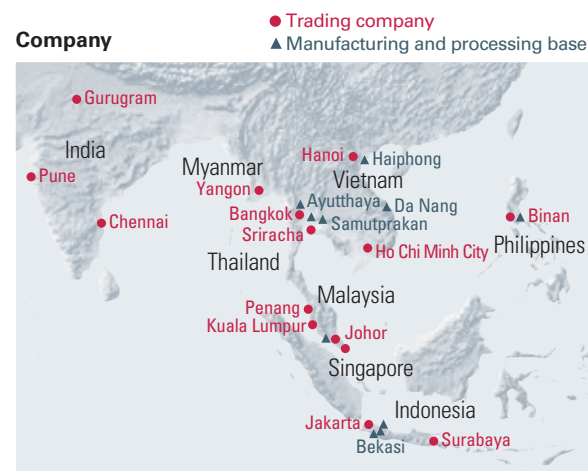 Company
Trading company
Manufacturing and processing base
Gurugram
India
Pune
Chennai
Myanmar
Yangon
Hanoi
Haiphong
Vietnam
Ayutthaya
Da Nang
Bangkok
Samutprakan
Sriracha
Ho Chi Minh City
Binan
Philippines
Thailand
Malaysia
Penang
Kuala Lumpur
Johor
Singapore
Indonesia
Jakarta
Bekasi
Surabaya